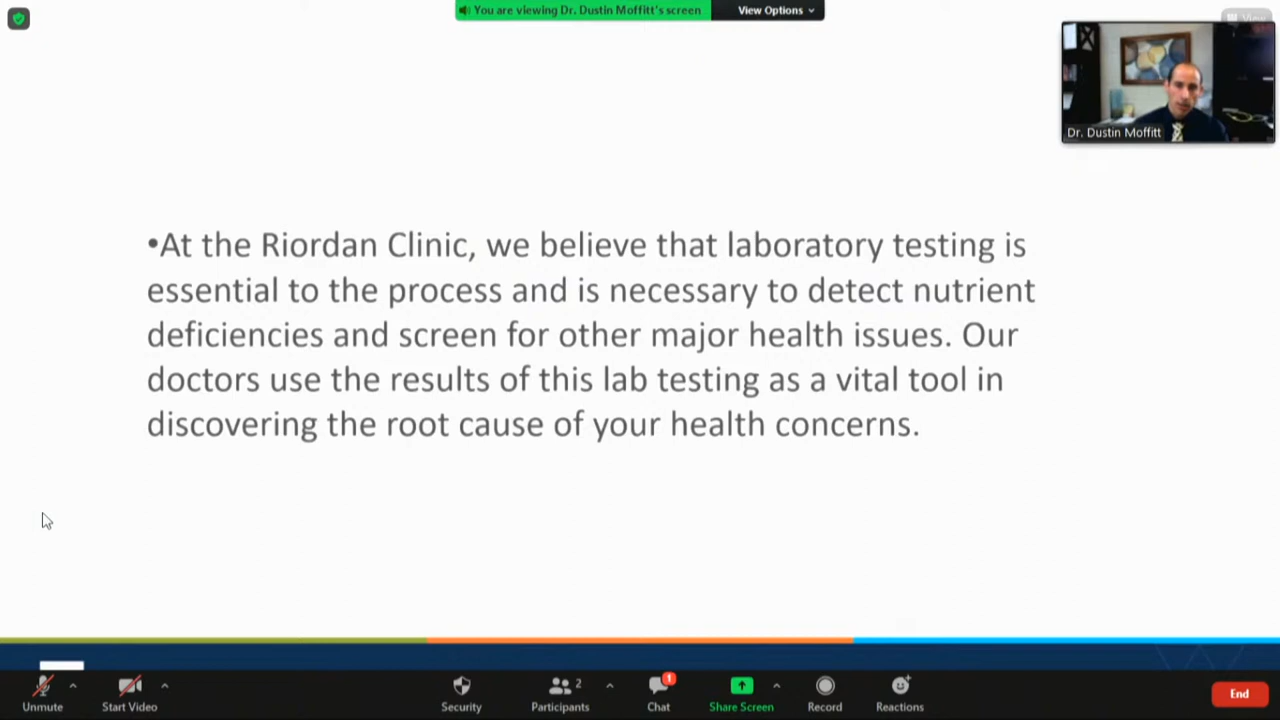 You are viewing Dr. Dustin Moffitt's screen
View Options
View
Dr. Dustin Moffitt
•At the Riordan Clinic, we believe that laboratory testing is
essential to the process and is necessary to detect nutrient
deficiencies and screen for other major health issues. Our
doctors use the results of this lab testing as a vital tool in
discovering the root cause of your health concerns.
Unmute
Start Video
Security
2
Participants
1
Chat
Share Screen
Record
Reactions
End